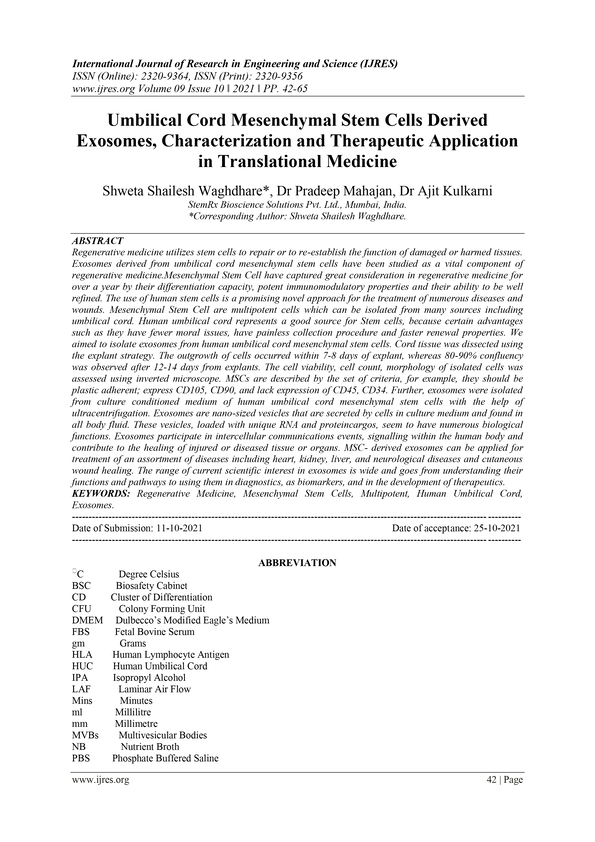 International Journal of Research in Engineering and Science (IJRES)
ISSN (Online): 2320-9364, ISSN (Print): 2320-9356
www.ijres.org Volume 09 Issue 10 ǁ 2021 ǁ PP. 42-65
Umbilical Cord Mesenchymal Stem Cells Derived
Exosomes, Characterization and Therapeutic Application
in Translational Medicine
Shweta Shailesh Waghdhare*, Dr Pradeep Mahajan, Dr Ajit Kulkarni
StemRx Bioscience Solutions Pvt. Ltd., Mumbai, India.
*Corresponding Author: Shweta Shailesh Waghdhare.
ABSTRACT
Regenerative medicine utilizes stem cells to repair or to re-establish the function of damaged or harmed tissues.
Exosomes derived from umbilical cord mesenchymal stem cells have been studied as a vital component of
regenerative medicine.Mesenchymal Stem Cell have captured great consideration in regenerative medicine for
over a year by their differentiation capacity, potent immunomodulatory properties and their ability to be well
refined. The use of human stem cells is a promising novel approach for the treatment of numerous diseases and
wounds. Mesenchymal Stem Cell are multipotent cells which can be isolated from many sources including
umbilical cord. Human umbilical cord represents a good source for Stem cells, because certain advantages
such as they have fewer moral issues, have painless collection procedure and faster renewal properties. We
aimed to isolate exosomes from human umbilical cord mesenchymal stem cells. Cord tissue was dissected using
the explant strategy. The outgrowth of cells occurred within 7-8 days of explant, whereas 80-90% confluency
was observed after 12-14 days from explants. The cell viability, cell count, morphology of isolated cells was
assessed using inverted microscope. MSCs are described by the set of criteria, for example, they should be
plastic adherent; express CD105, CD90, and lack expression of CD45, CD34. Further, exosomes were isolated
from culture conditioned medium of human umbilical cord mesenchymal stem cells with the help of
ultracentrifugation. Exosomes are nano-sized vesicles that are secreted by cells in culture medium and found in
all body fluid. These vesicles, loaded with unique RNA and proteincargos, seem to have numerous biological
functions. Exosomes participate in intercellular communications events, signalling within the human body and
contribute to the healing of injured or diseased tissue or organs. MSC- derived exosomes can be applied for
treatment of an assortment of diseases including heart, kidney, liver, and neurological diseases and cutaneous
wound healing. The range of current scientific interest in exosomes is wide and goes from understanding their
functions and pathways to using them in diagnostics, as biomarkers, and in the development of therapeutics.
KEYWORDS: Regenerative Medicine, Mesenchymal Stem Cells, Multipotent, Human Umbilical Cord,
Exosomes.
Date of Submission: 11-10-2021 Date of acceptance: 25-10-2021
ABBREVIATION
C Degree Celsius
BSC Biosafety Cabinet
CD Cluster of Differentiation
CFU Colony Forming Unit
DMEM Dulbecco's Modified Eagle's Medium
FBS Fetal Bovine Serum
gm Grams
HLA Human Lymphocyte Antigen
HUC Human Umbilical Cord
IPA Isopropyl Alcohol
LAF Laminar Air Flow
Mins Minutes
ml Millilitre
mm Millimetre
MVBs Multivesicular Bodies
NB Nutrient Broth
PBS Phosphate Buffered Saline
www.ijres.org 42 | Page